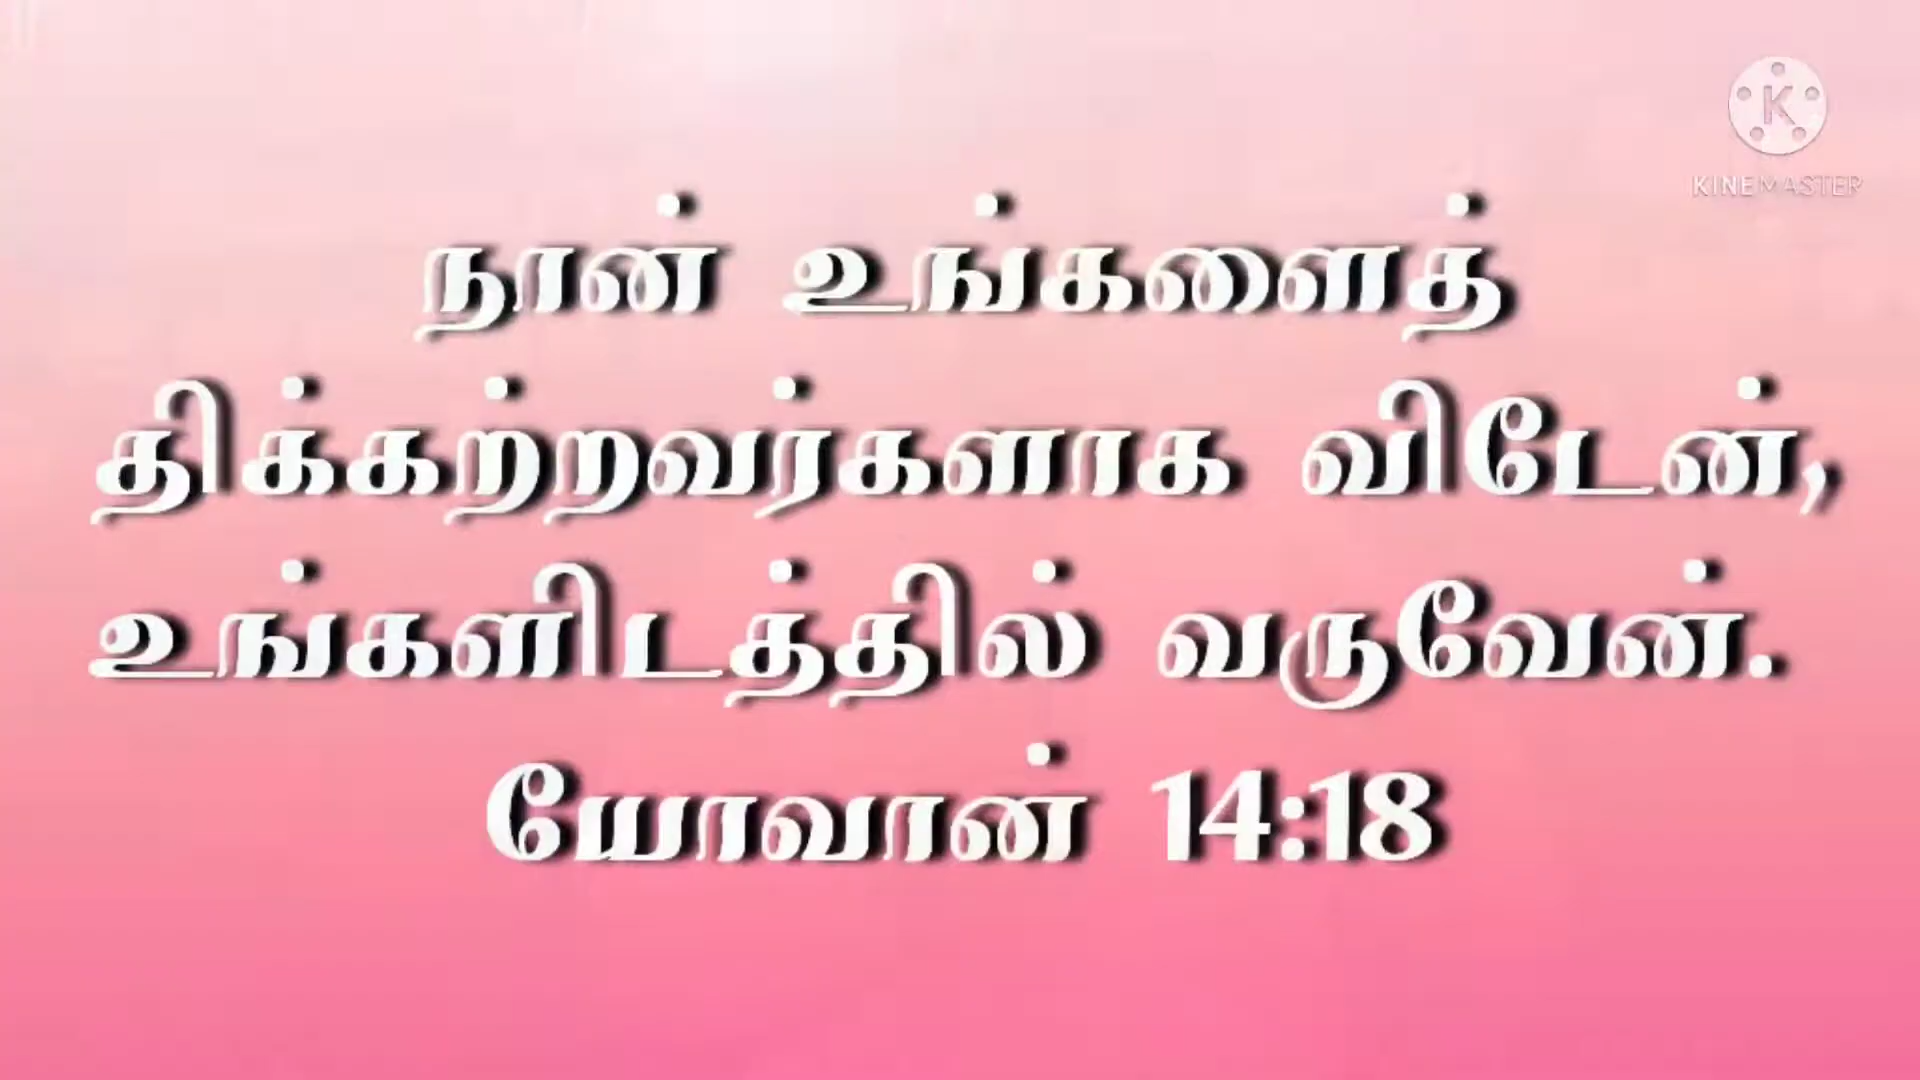 KINEMASTER
நான் உங்களைத்
திக்கற்றவர்களாக விடேன்,
உங்களிடத்தில் வருவேன்.
யோவான் 14:18